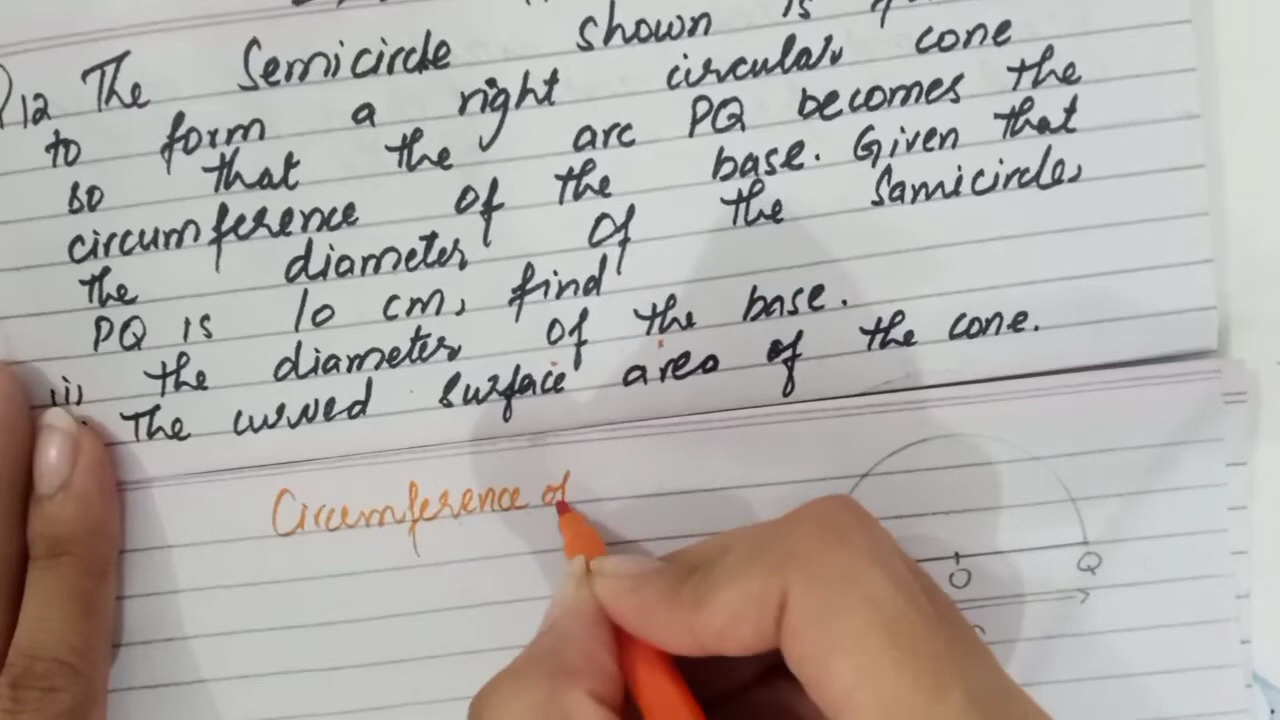 12 The Semicircle shown is
to form a right circular cone
so that the arc PQ becomes the
circumference of the base. Given that
the diameter of the Samicircle,
PQ is 10 cm, find
i) the diameter of the base.
The curved surface area of the cone.
Circumference of
O Q